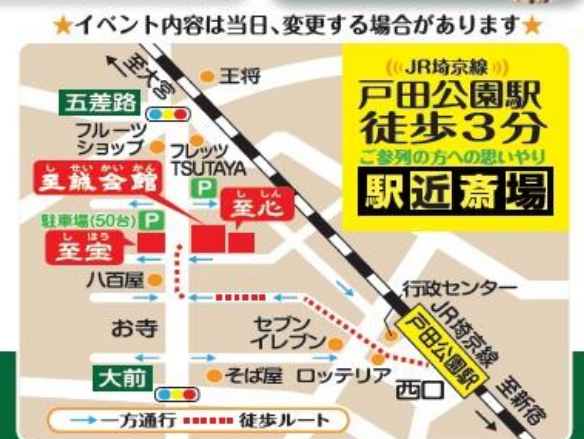 ★イベント内容は当日、変更する場合があります★
至大宮
王将
((JR埼京線))
戸田公園駅
徒歩3分
ご参列の方への思いやり
駅近斎場
五差路
フルーツ
ショップ
フレッツ
TSUTAYA
P
しせいかいかん
至誠会館
ししん
至心
駐車場(50台)P
しほう
至宝
八百屋
行政センター
お寺
セブン
イレブン
JR埼京線
戸田公園駅
大前
そば屋
ロッテリア
西口
至新宿
→一方通行
徒歩ルート